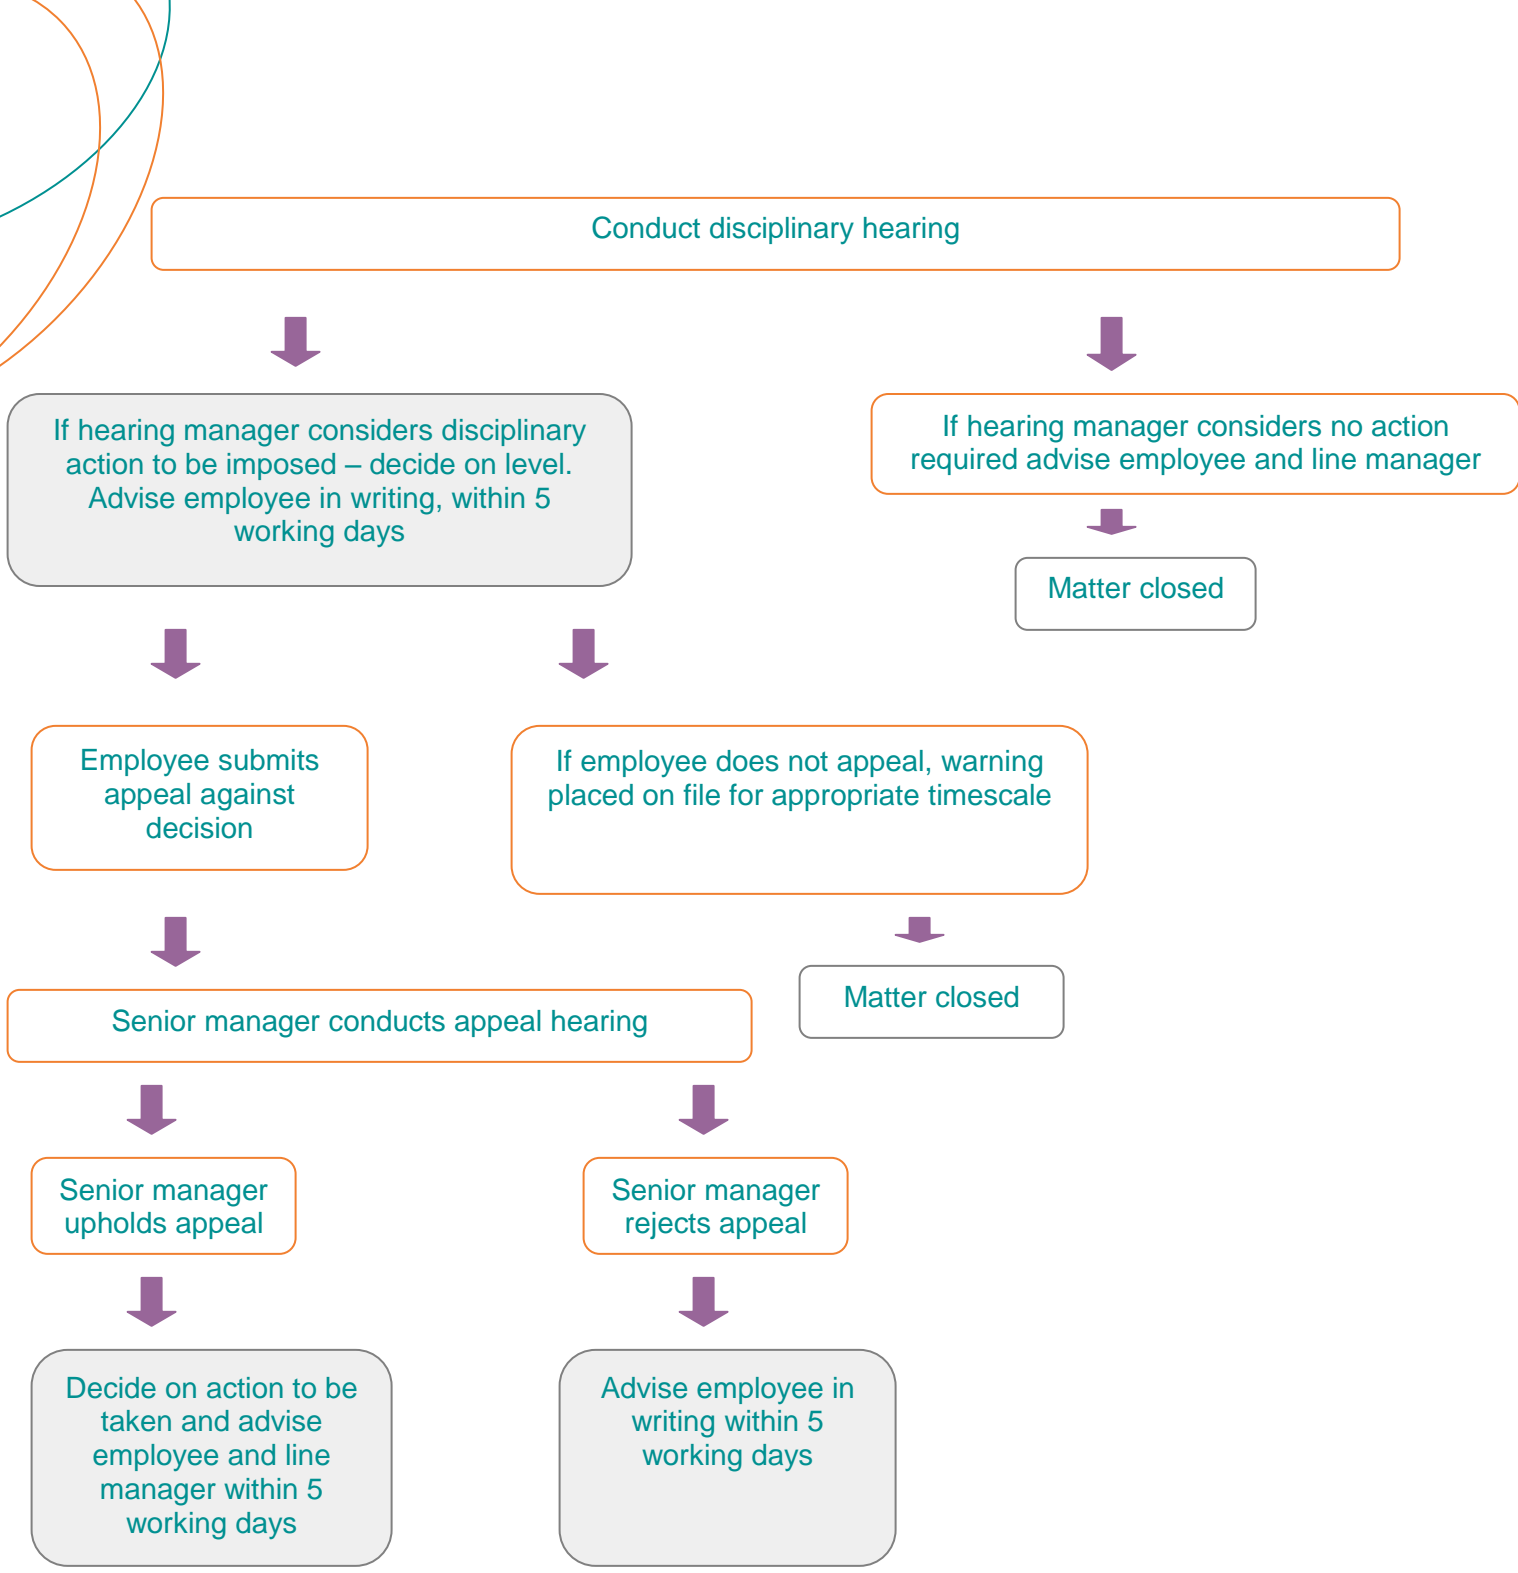 Conduct disciplinary hearing
If hearing manager considers disciplinary
action to be imposed – decide on level.
Advise employee in writing, within 5
working days
If hearing manager considers no action
required advise employee and line manager
Matter closed
Employee submits
appeal against
decision
If employee does not appeal, warning
placed on file for appropriate timescale
Matter closed
Senior manager conducts appeal hearing
Senior manager
upholds appeal
Senior manager
rejects appeal
Decide on action to be
taken and advise
employee and line
manager within 5
working days
Advise employee in
writing within 5
working days